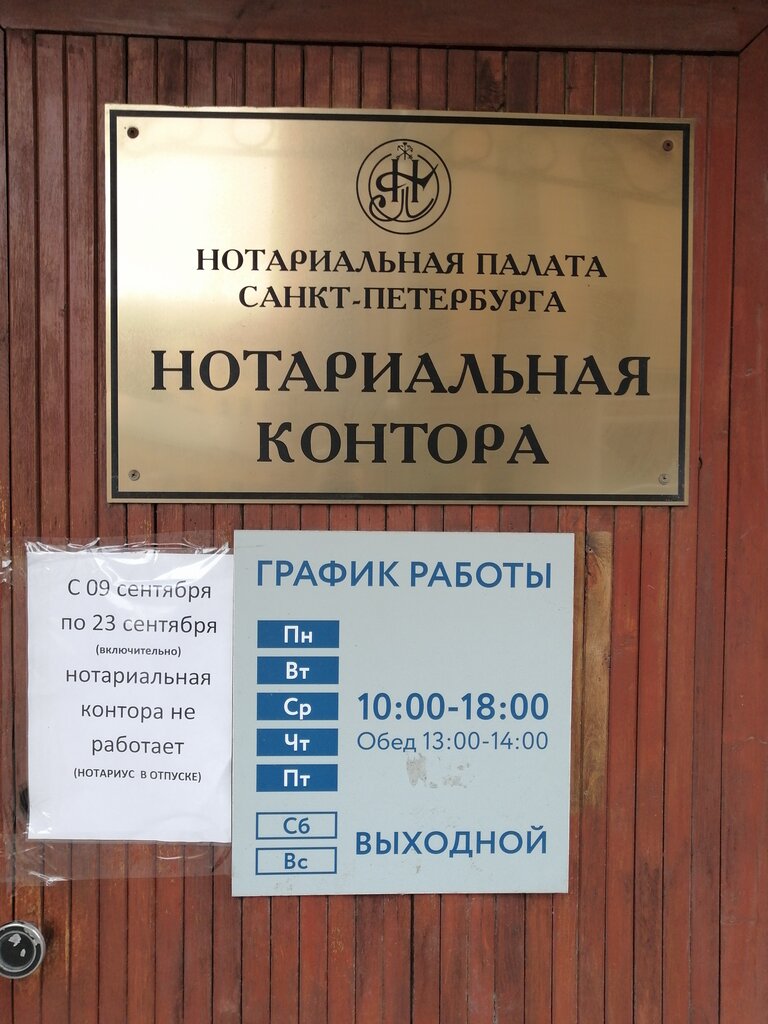 НОТАРИАЛЬНАЯ ПАЛАТА
САНКТ-ПЕТЕРБУРГА
НОТАРИАЛЬНАЯ
КОНТОРА
С 09 сентября
по 23 сентября
(включительно)
нотариальная
контора не
работает
(НОТАРИУС В ОТПУСКЕ)
ГРАФИК РАБОТЫ
Пн
Вт
Ср
Чт
Пт
10:00-18:00
Обед 13:00-14:00
Сб
Вс
ВЫХОДНОЙ